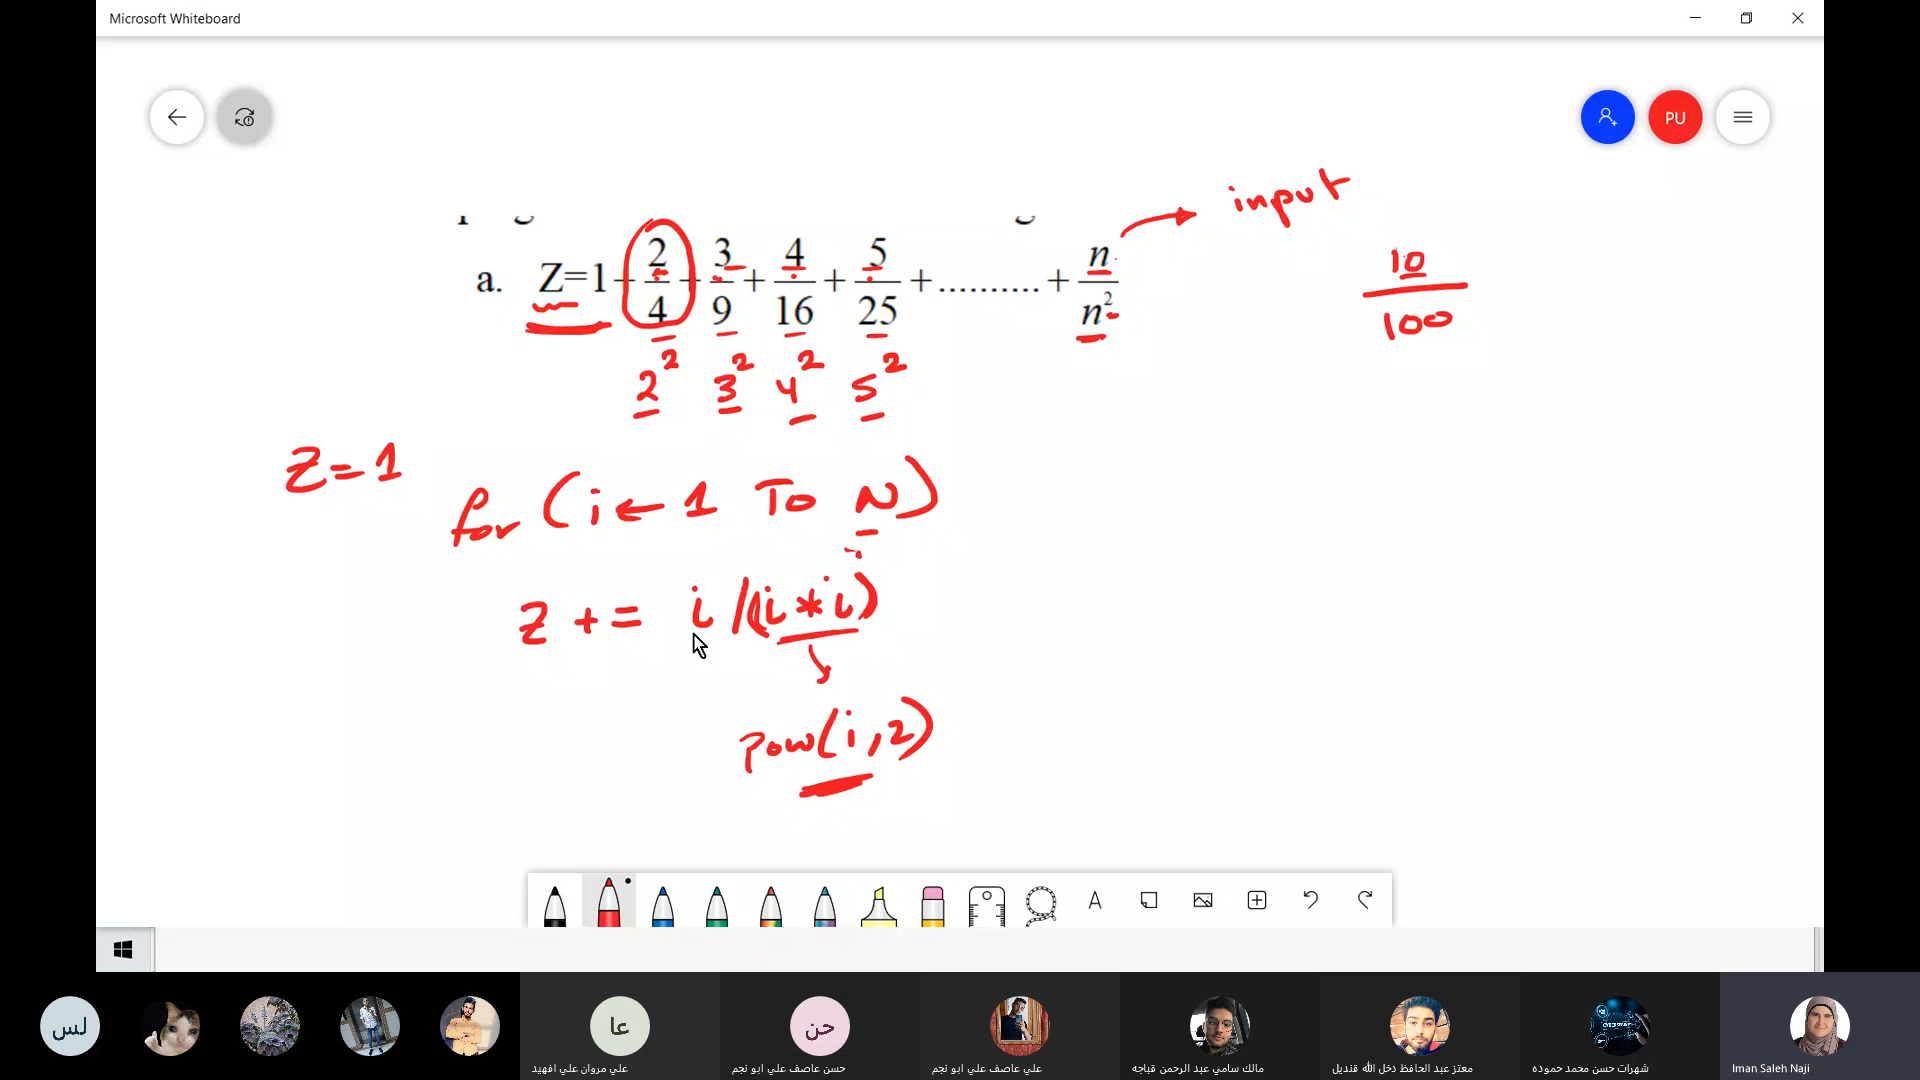 Microsoft Whiteboard
PU
input
a. Z=1+2/4+3/9+4/16+5/25+..........+n/n²
10/100
2² 3² 4² 5²
Z=1
for (i ← 1 To N)
Z += i /(i * i)
pow(i,2)
A
لس
عا
حن
علي مروان علي افهيد
حسن عاصف علي ابو نجم
علي عاصف علي ابو نجم
مالك سامي عبد الرحمن قباجه
معتز عبد الحافظ دخل الله قنديل
شهرات حسن محمد حموده
Iman Saleh Naji